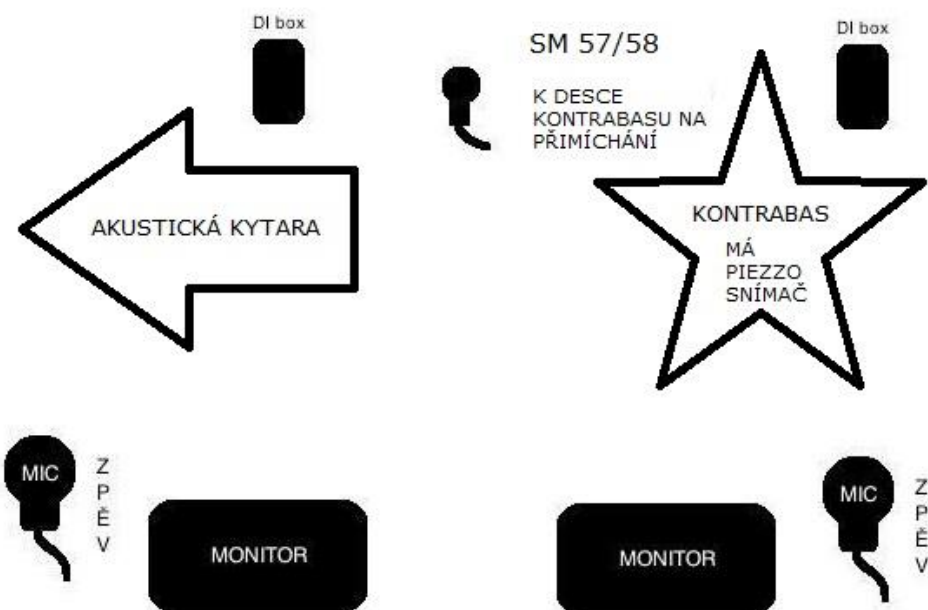 DI box
SM 57/58
DI box
K DESCE
KONTRABASU NA
PŘIMÍCHÁNÍ
AKUSTICKÁ KYTARA
KONTRABAS
MÁ
PIEZZO
SNÍMAČ
MIC
Z
P
Ě
V
MONITOR
MONITOR
MIC
Z
P
Ě
V